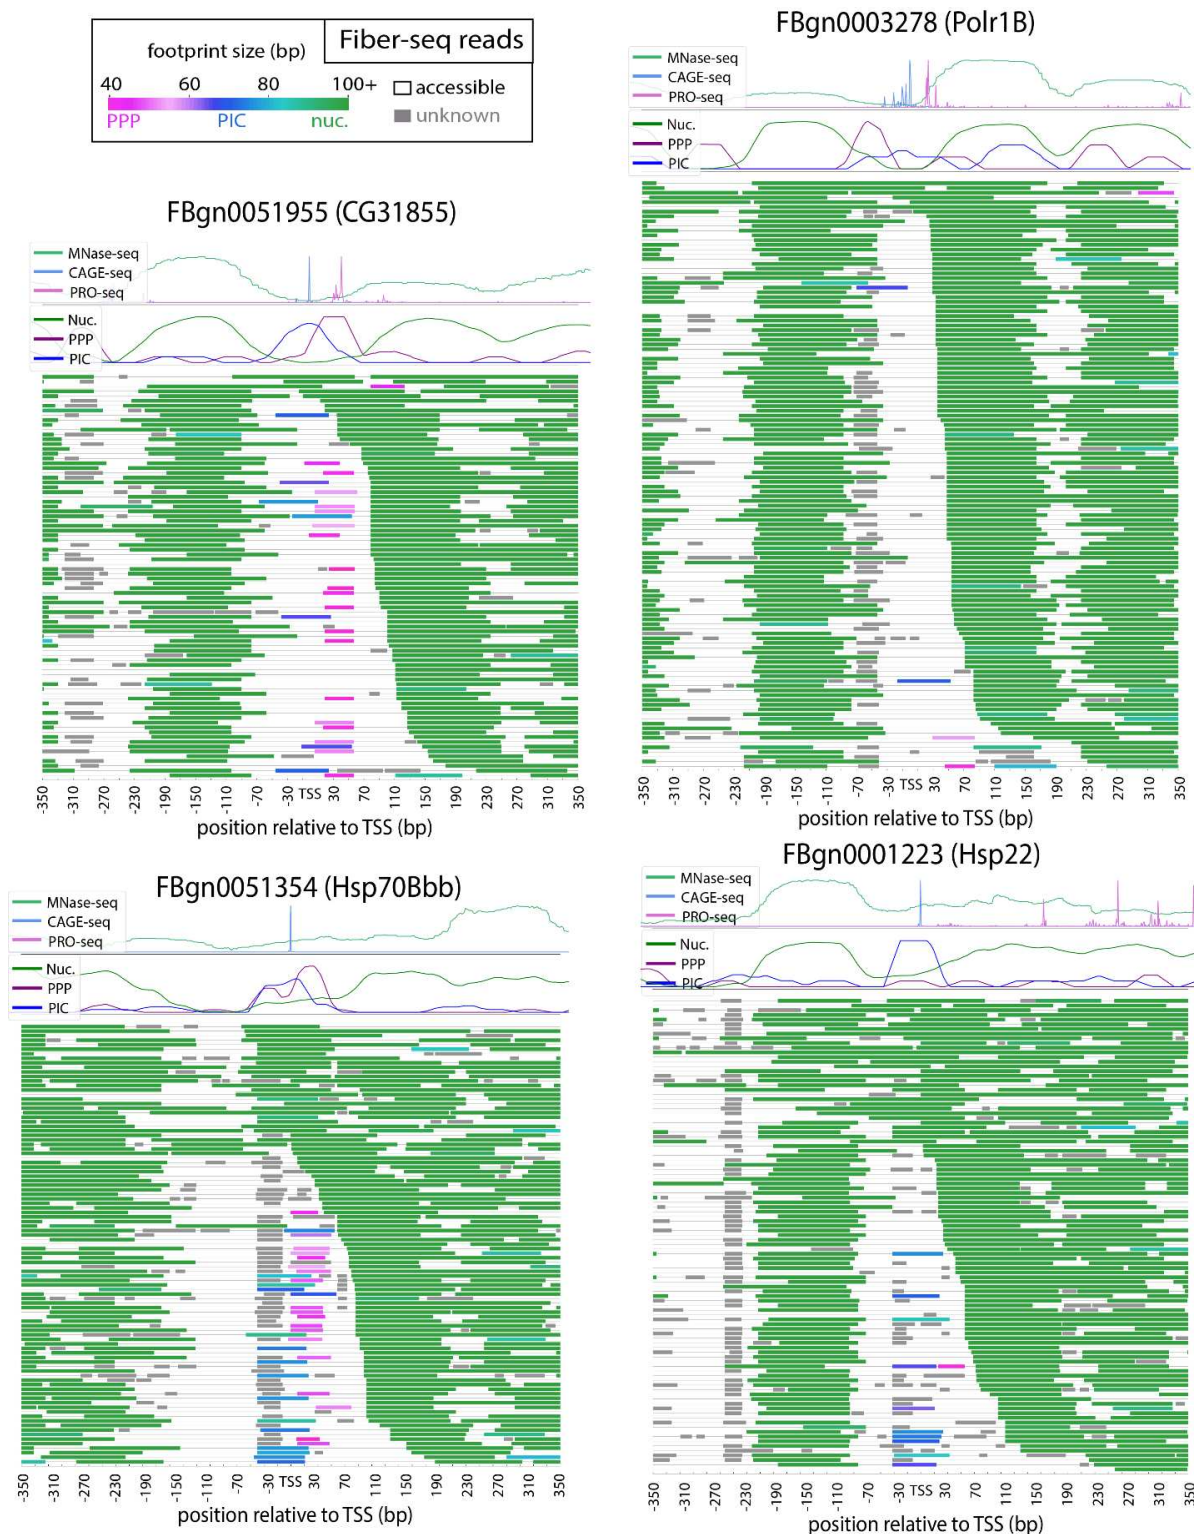 Fiber-seq reads
footprint size (bp)
40 60 80 100+
PPP PIC nuc.
accessible
unknown
FBgn0003278 (Polr1B)
MNase-seq
CAGE-seq
PRO-seq
Nuc.
PPP
PIC
-350 -310 -270 -230 -190 -150 -110 -70 -30 TSS 30 70 110 150 190 230 270 310 350
position relative to TSS (bp)
FBgn0051955 (CG31855)
MNase-seq
CAGE-seq
PRO-seq
Nuc.
PPP
PIC
-350 -310 -270 -230 -190 -150 -110 -70 -30 TSS 30 70 110 150 190 230 270 310 350
position relative to TSS (bp)
FBgn0051354 (Hsp70Bbb)
MNase-seq
CAGE-seq
PRO-seq
Nuc.
PPP
PIC
-350 -310 -270 -230 -190 -150 -110 -70 -30 TSS 30 70 110 150 190 230 270 310 350
position relative to TSS (bp)
FBgn0001223 (Hsp22)
MNase-seq
CAGE-seq
PRO-seq
Nuc.
PPP
PIC
-350 -310 -270 -230 -190 -150 -110 -70 -30 TSS 30 70 110 150 190 230 270 310 350
position relative to TSS (bp)